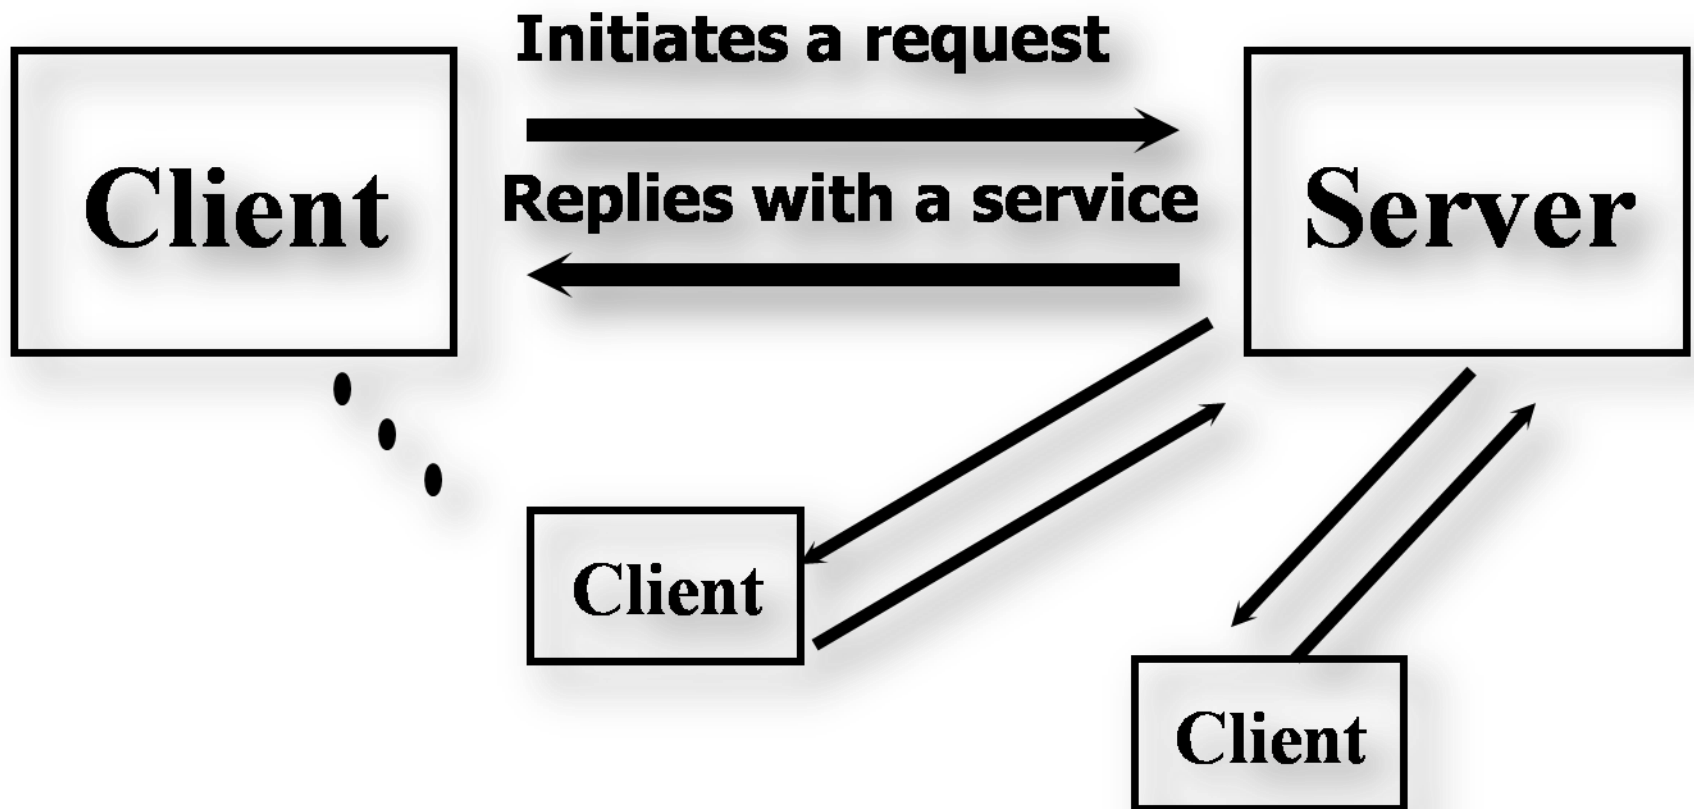 Initiates a request
Client
Server
Replies with a service
Client
Client